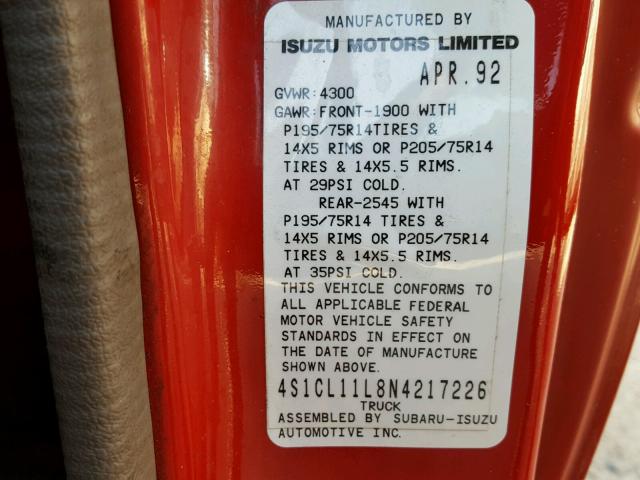 MANUFACTURED BY
ISUZU MOTORS LIMITED
APR.92
GVWR:4300
GAWR:FRONT-1900 WITH
P195/75R14TIRES &
14X5 RIMS OR P205/75R14
TIRES & 14X5.5 RIMS.
AT 29PSI COLD.
REAR-2545 WITH
P195/75R14 TIRES &
14X5 RIMS OR P205/75R14
TIRES & 14X5.5 RIMS.
AT 35PSI COLD.
THIS VEHICLE CONFORMS TO
ALL APPLICABLE FEDERAL
MOTOR VEHICLE SAFETY
STANDARDS IN EFFECT ON
THE DATE OF MANUFACTURE
SHOWN ABOVE.
4S1CL11L8N4217226
TRUCK
ASSEMBLED BY SUBARU-ISUZU
AUTOMOTIVE INC.